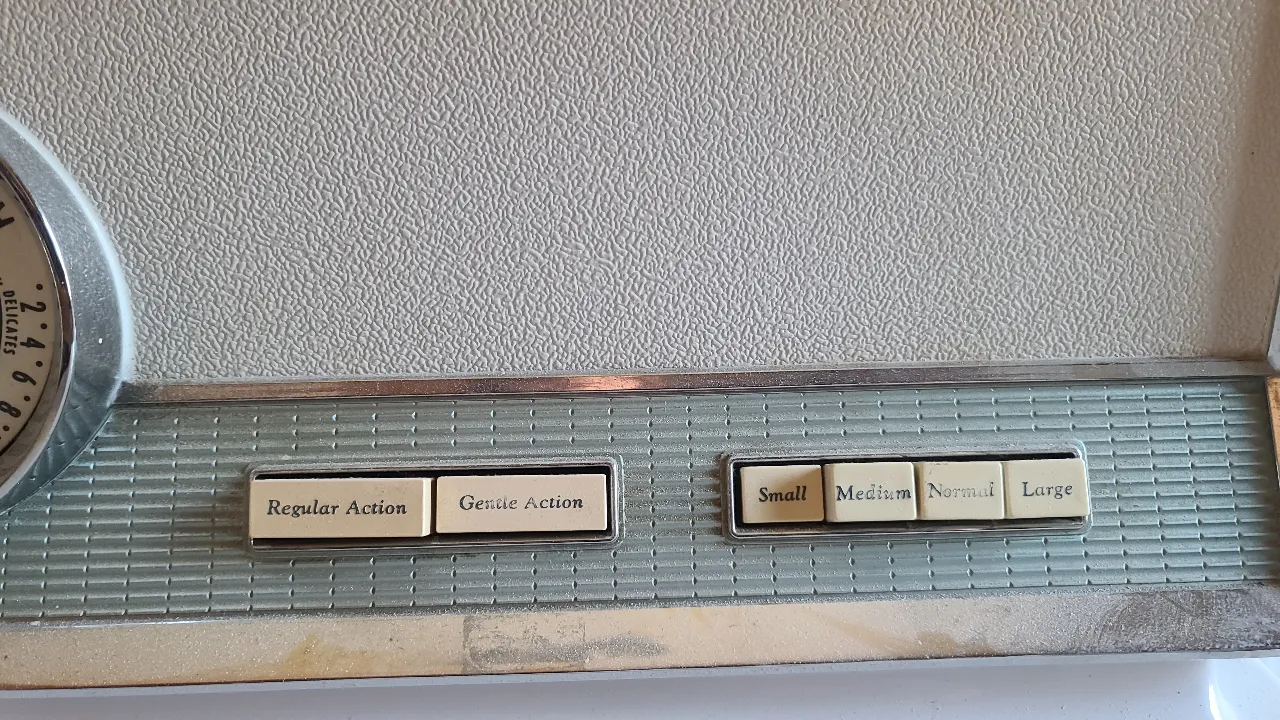 2 • 4 • 6 • 8 •
DELICATES
Regular Action
Gentle Action
Small
Medium
Normal
Large